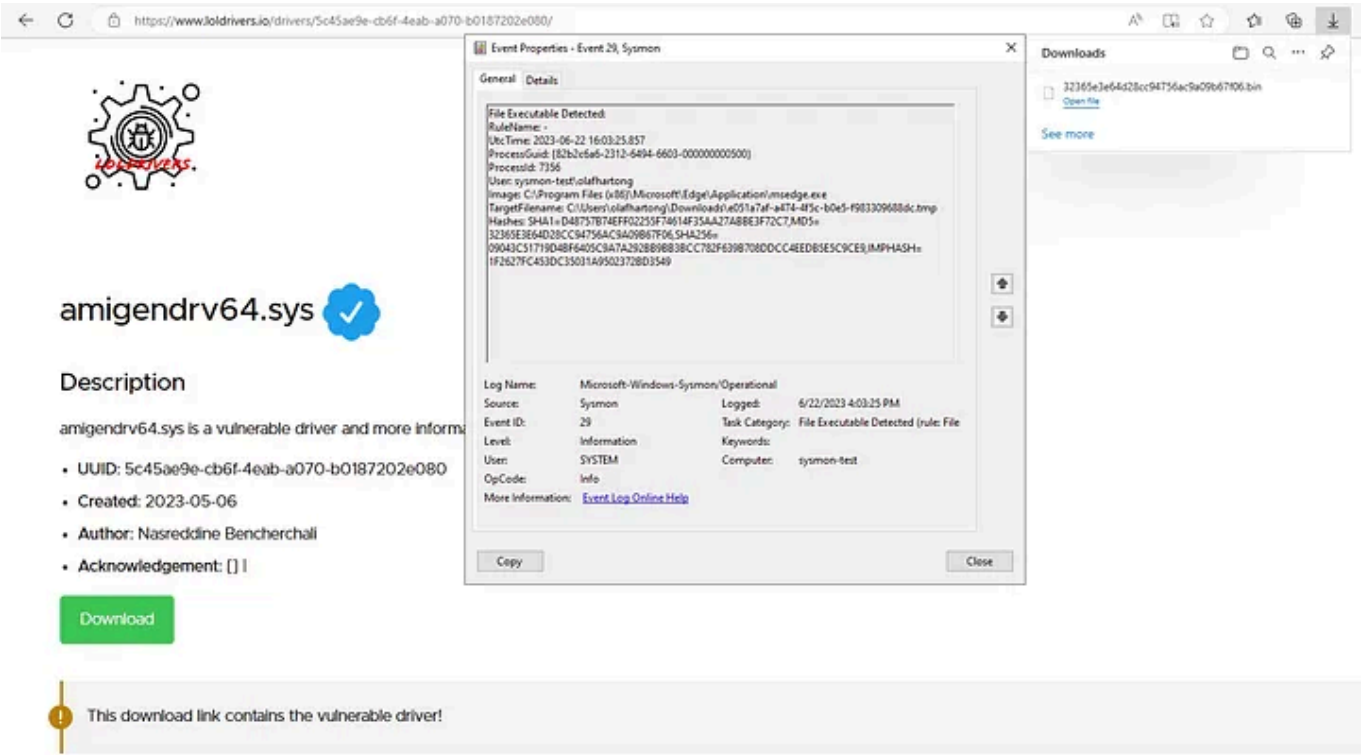 https://www.loldrivers.io/drivers/5c45ae9e-cb6f-4eab-a070-b0187202e080/
LOLDRIVERS
amigendrv64.sys
Description
amigendrv64.sys is a vulnerable driver and more informa
• UUID: 5c45ae9e-cb6f-4eab-a070-b0187202e080
• Created: 2023-05-06
• Author: Nasreddine Bencherchali
• Acknowledgement: [] |
Download
This download link contains the vulnerable driver!
Event Properties - Event 29, Sysmon
General Details
File Executable Detected:
RuleName: -
UtcTime: 2023-06-22 16:03:25.857
ProcessGuid: {82b2c6a6-2312-6494-6603-000000000500}
ProcessId: 7356
User: sysmon-test\olafhartong
Image: C:\Program Files (x86)\Microsoft\Edge\Application\msedge.exe
TargetFilename: C:\Users\olafhartong\Downloads\e051a7af-a474-4f5c-b0e5-f983309688dc.tmp
Hashes: SHA1=D48757B74EFF02255F74614F35AA27ABBE3F72C7,MD5=
32365E3E64D28CC94756AC9A09B67F06,SHA256=
09043C51719D4BF6405C9A7A292BB9BB3BCC782F639B708DDCC4EEDB5E5C9CE9,IMPHASH=
1F2627FC453DC35031A9502372BD3549
Log Name: Microsoft-Windows-Sysmon/Operational
Source: Sysmon Logged: 6/22/2023 4:03:25 PM
Event ID: 29 Task Category: File Executable Detected (rule: File
Level: Information Keywords:
User: SYSTEM Computer: sysmon-test
OpCode: Info
More Information: Event Log Online Help
Copy Close
Downloads
32365e3e64d28cc94756ac9a09b67f06.bin
Open file
See more